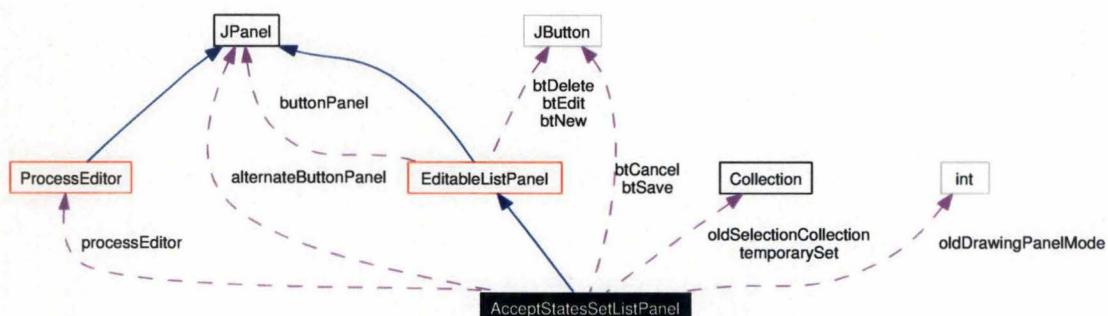 JPanel
JButton
btDelete
btEdit
btNew
buttonPanel
ProcessEditor
alternateButtonPanel
EditableListPanel
btCancel
btSave
Collection
int
processEditor
oldSelectionCollection
temporarySet
oldDrawingPanelMode
AcceptStatesSetListPanel